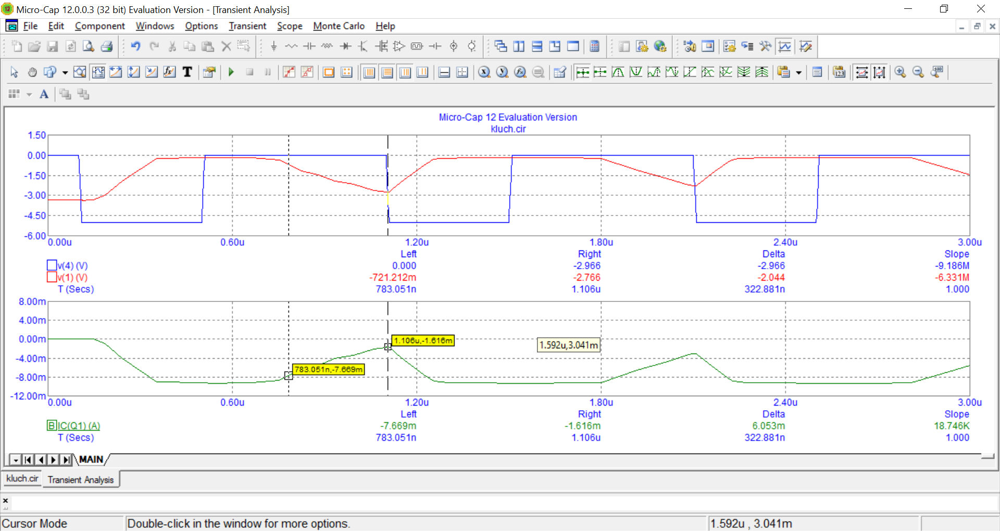 Micro-Cap 12.0.0.3 (32 bit) Evaluation Version - [Transient Analysis]
File Edit Component Windows Options Transient Scope Monte Carlo Help
Micro-Cap 12 Evaluation Version
kluch.cir
1.50
0.00
-1.50
-3.00
-4.50
-6.00
0.00u 0.60u 1.20u 1.80u 2.40u 3.00u
Left Right Delta Slope
v(4) (V) 0.000 -2.966 -2.966 -9.186M
v(1) (V) -721.212m -2.766 -2.044 -6.331M
T (Secs) 783.051n 1.106u 322.881n 1.000
8.00m
4.00m
0.00m
-4.00m
-8.00m
-12.00m
1.106u,-1.616m
1.592u,3.041m
783.051n,-7.669m
0.00u 0.60u 1.20u 1.80u 2.40u 3.00u
Left Right Delta Slope
B IC(Q1) (A) -7.669m -1.616m 6.053m 18.746K
T (Secs) 783.051n 1.106u 322.881n 1.000
MAIN
kluch.cir Transient Analysis
Cursor Mode Double-click in the window for more options. 1.592u , 3.041m